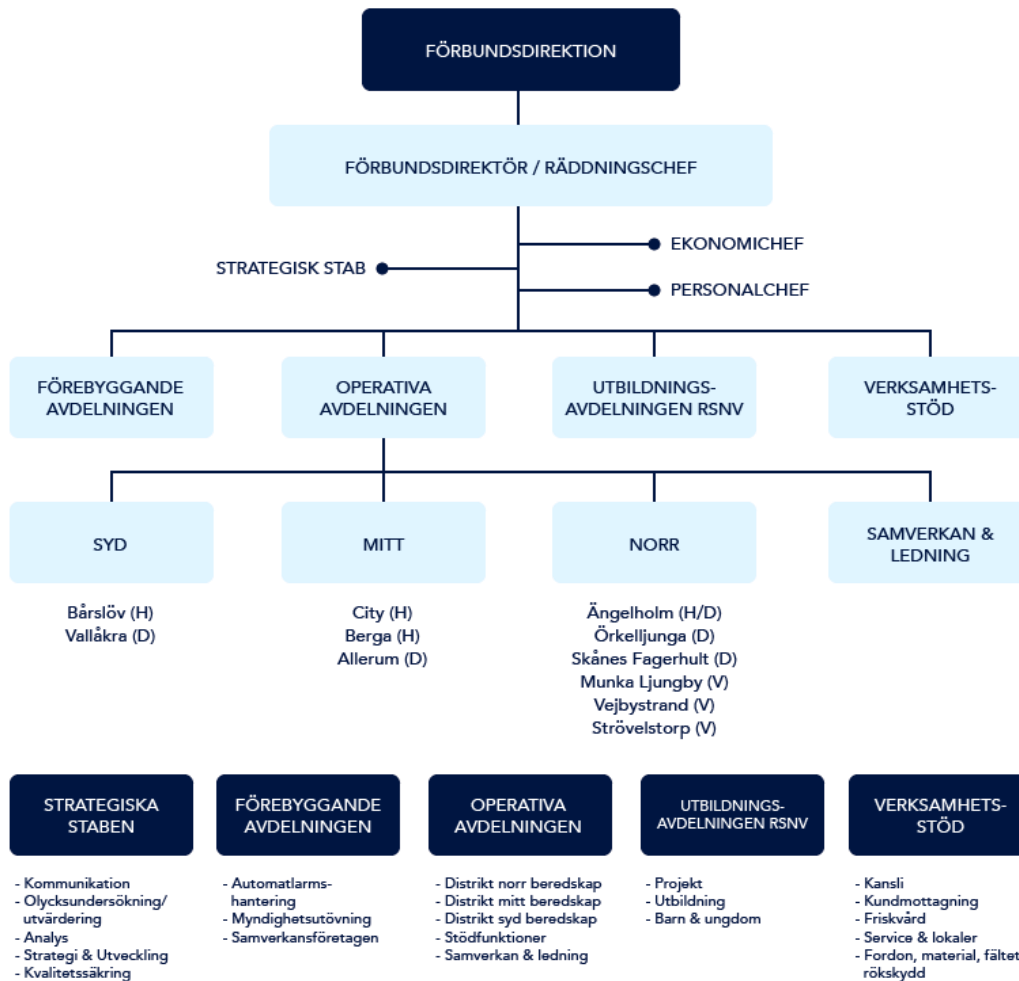 FÖRBUNDSDIREKTION
FÖRBUNDSDIREKTÖR / RÄDDNINGSCHEF
EKONOMICHEF
STRATEGISK STAB
PERSONALCHEF
FÖREBYGGANDE
AVDELNINGEN
OPERATIVA
AVDELNINGEN
UTBILDNINGS-
AVDELNINGEN RSNV
VERKSAMHETS-
STÖD
SYD
MITT
NORR
SAMVERKAN &
LEDNING
Bårslöv (H)
Vallåkra (D)
City (H)
Berga (H)
Allerum (D)
Ängelholm (H/D)
Örkelljunga (D)
Skånes Fagerhult (D)
Munka Ljungby (V)
Vejbystrand (V)
Strövelstorp (V)
STRATEGISKA
STABEN
- Kommunikation
- Olycksundersökning/
utvärdering
- Analys
- Strategi & Utveckling
- Kvalitetssäkring
FÖREBYGGANDE
AVDELNINGEN
- Automatlarms-
hantering
- Myndighetsutövning
- Samverkansföretagen
OPERATIVA
AVDELNINGEN
- Distrikt norr beredskap
- Distrikt mitt beredskap
- Distrikt syd beredskap
- Stödfunktioner
- Samverkan & ledning
UTBILDNINGS-
AVDELNINGEN RSNV
- Projekt
- Utbildning
- Barn & ungdom
VERKSAMHETS-
STÖD
- Kansli
- Kundmottagning
- Friskvård
- Service & lokaler
- Fordon, material, fältet
rökskydd